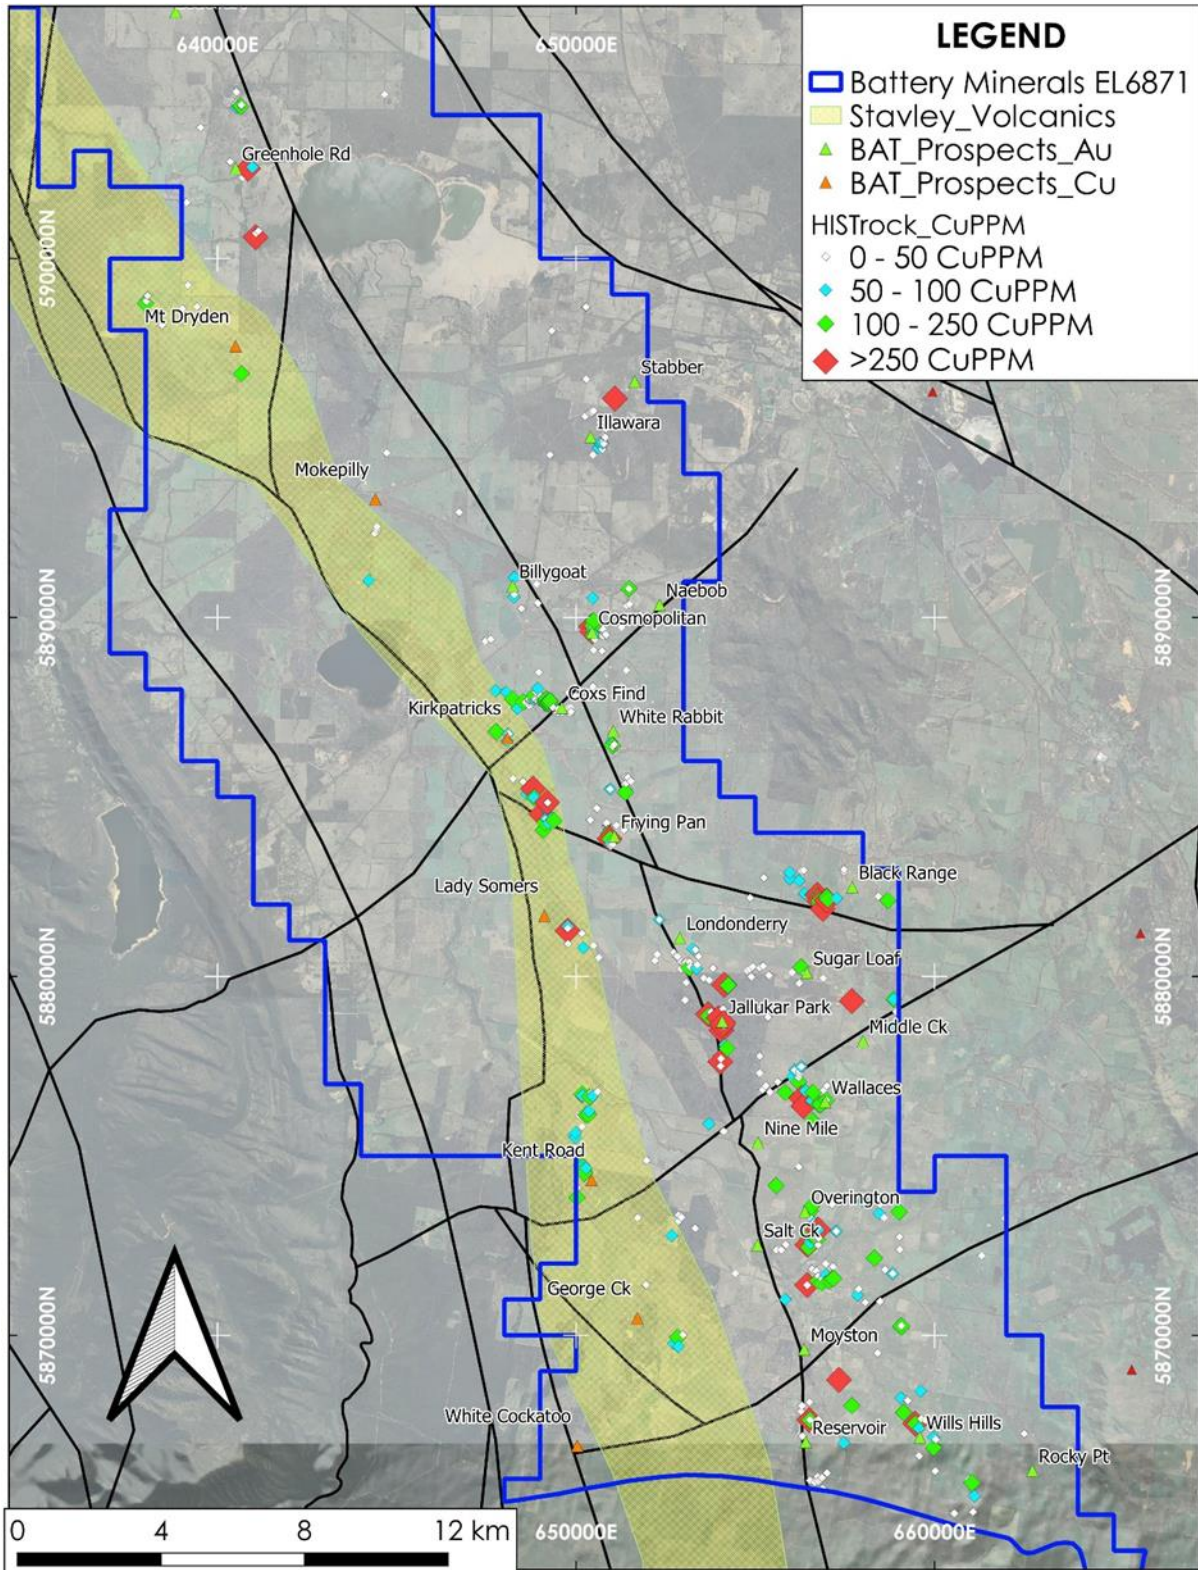 640000E
650000E
LEGEND
Battery Minerals EL6871
Stavley_Volcanics
BAT_Prospects_Au
BAT_Prospects_Cu
HISTrock_CuPPM
0 - 50 CuPPM
50 - 100 CuPPM
100 - 250 CuPPM
>250 CuPPM
Greenhole Rd
5900000N
Mt Dryden
Stabber
Illawara
Mokepilly
Billygoat
Naebob
Cosmopolitan
5890000N
5890000N
Coxs Find
Kirkpatricks
White Rabbit
Frying Pan
Black Range
Lady Somers
Londonderry
Sugar Loaf
5880000N
5880000N
Jallukar Park
Middle Ck
Wallaces
Nine Mile
Kent Road
Overington
Salt Ck
George Ck
5870000N
5870000N
Moyston
White Cockatoo
Reservoir
Wills Hills
Rocky Pt
0 4 8 12 km
650000E
660000E